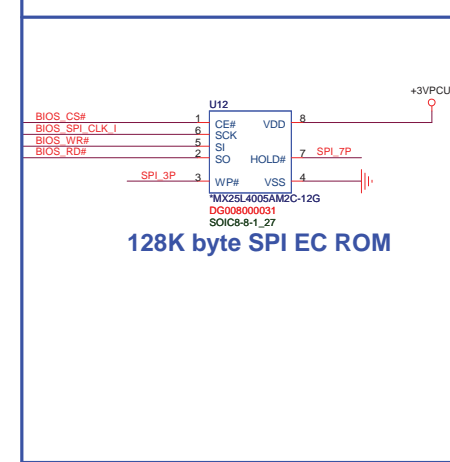 +3VPCU
U12
BIOS_CS# 1 CE# VDD 8
BIOS_SPI_CLK_I 6 SCK
BIOS_WR# 5 SI
BIOS_RD# 2 SO HOLD# 7 SPI_7P
SPI_3P 3 WP# VSS 4
*MX25L4005AM2C-12G
DG008000031
SOIC8-8-1_27
128K byte SPI EC ROM